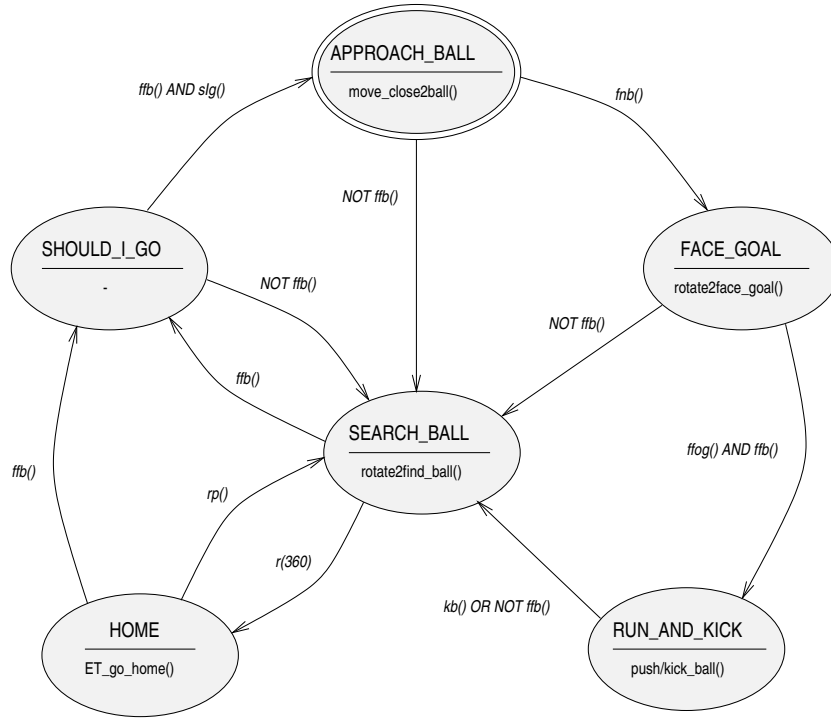 APPROACH_BALL
move_close2ball()
ffb() AND slg()
fnb()
NOT ffb()
SHOULD_I_GO
-
FACE_GOAL
rotate2face_goal()
NOT ffb()
NOT ffb()
ffb()
SEARCH_BALL
rotate2find_ball()
ffog() AND ffb()
ffb()
rp()
r(360)
kb() OR NOT ffb()
HOME
ET_go_home()
RUN_AND_KICK
push/kick_ball()